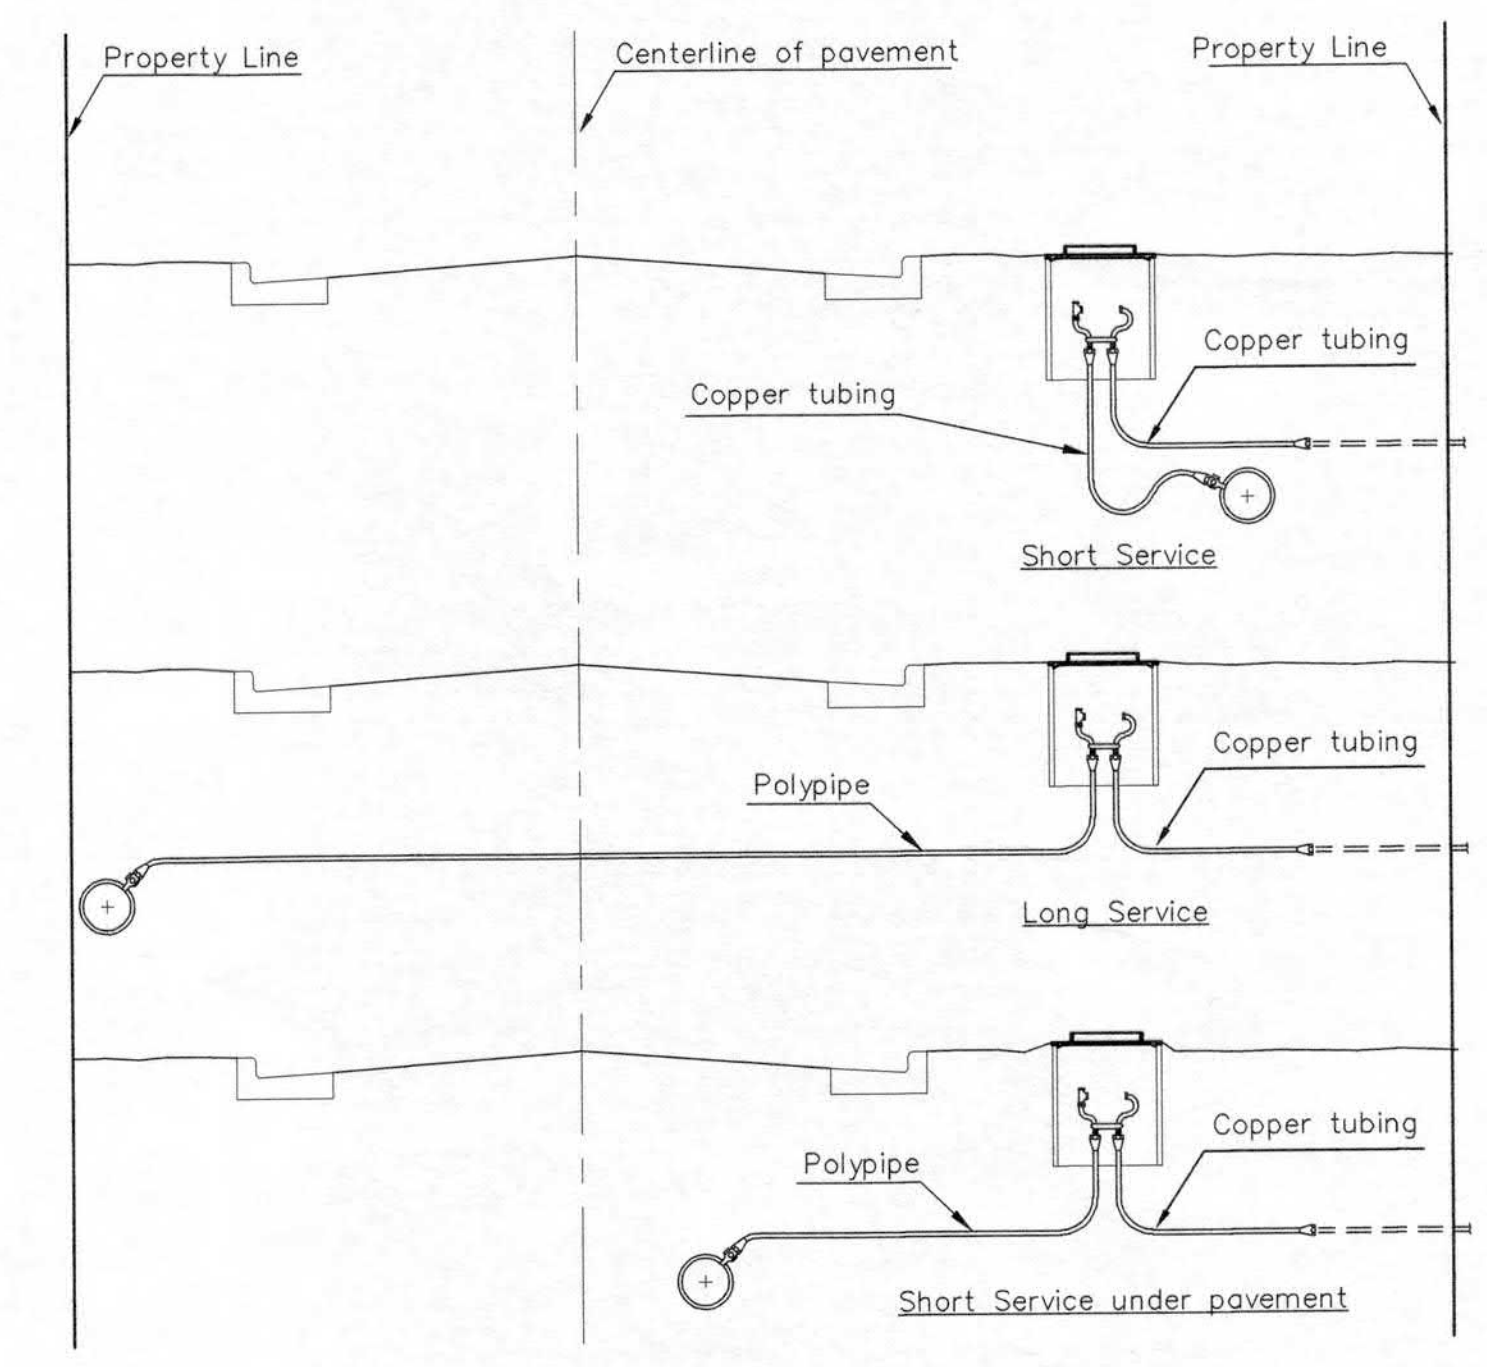 Property Line
Centerline of pavement
Property Line
Copper tubing
Copper tubing
Short Service
Copper tubing
Polypipe
Long Service
Copper tubing
Polypipe
Short Service under pavement